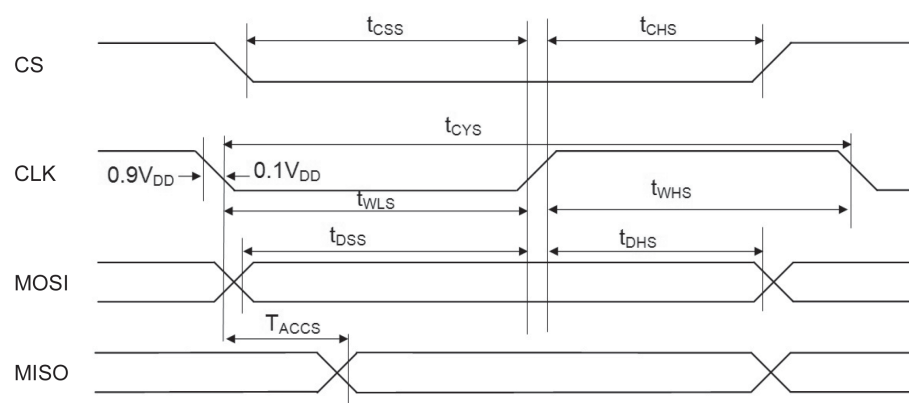 t_CSS t_CHS
CS
t_CYS
CLK
0.9V_DD 0.1V_DD
t_WLS t_WHS
t_DSS t_DHS
MOSI
T_ACCS
MISO